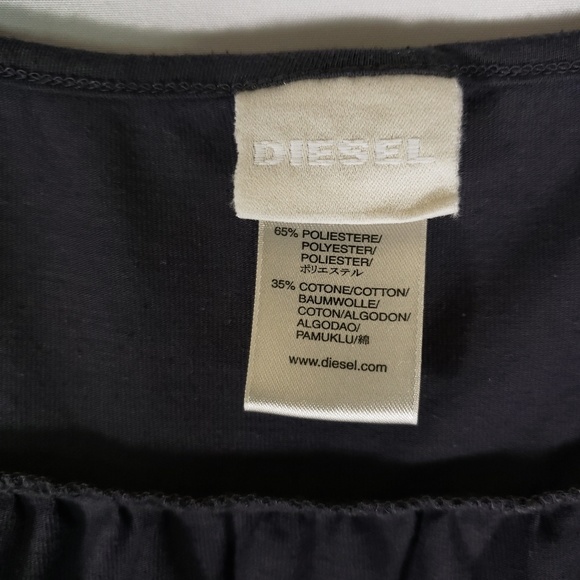 DIESEL
65% POLIESTERE/
POLYESTER/
POLIESTER/
ポリエステル
35% COTONE/COTTON/
BAUMWOLLE/
COTON/ALGODON/
ALGODAO/
PAMUKLU/綿
www.diesel.com